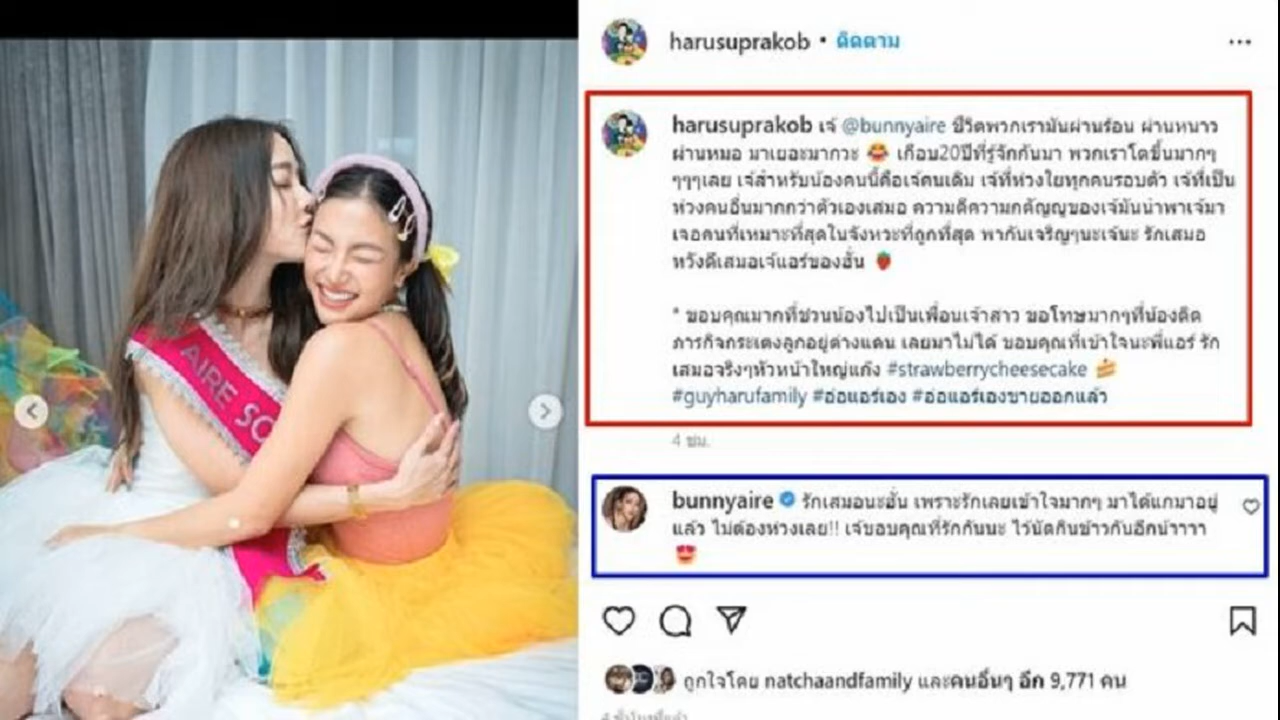 AIRE SO
harusuprakob • ติดตาม
harusuprakob เจ้ @bunnyaire ชีวิตพวกเรามันผ่านร้อน ผ่านหนาว
ผ่านหมอ มาเยอะมากวะ 😂 เกือบ20ปีที่รู้จักกันมา พวกเราโตขึ้นมากๆ
ๆๆๆเลย เจ้สำหรับน้องคนนี้คือเจ้คนเดิม เจ้ที่ห่วงใยทุกคนรอบตัว เจ้ที่เป็น
ห่วงคนอื่นมากกว่าตัวเองเสมอ ความดีความกตัญญูของเจ้มันนำพาเจ้มา
เจอคนที่เหมาะที่สุดในจังหวะที่ถูกที่สุด พากันเจริญๆนะเจ้นะ รักเสมอ
หวังดีเสมอเจ้แอร์ของฮั้น 🍓
* ขอบคุณมากที่ชวนน้องไปเป็นเพื่อนเจ้าสาว ขอโทษมากๆที่น้องติด
ภารกิจกระเตงลูกอยู่ต่างแดน เลยมาไม่ได้ ขอบคุณที่เข้าใจนะพี่แอร์ รัก
เสมอจริงๆหัวหน้าใหญ่แก๊ง #strawberrycheesecake 🍰
#guyharufamily #อ่อแอร์เอง #อ่อแอร์เองขายออกแล้ว
4 ชม.
bunnyaire รักเสมอนะฮั้น เพราะรักเลยเข้าใจมากๆ มาได้แกมาอยู่
แล้ว ไม่ต้องห่วงเลย!! เจ้ขอบคุณที่รักกันนะ ไว้นัดกินข้าวกันอีกน้าาาา
😍
ถูกใจโดย natchaandfamily และคนอื่นๆ อีก 9,771 คน
4 ชั่วโมงที่แล้ว